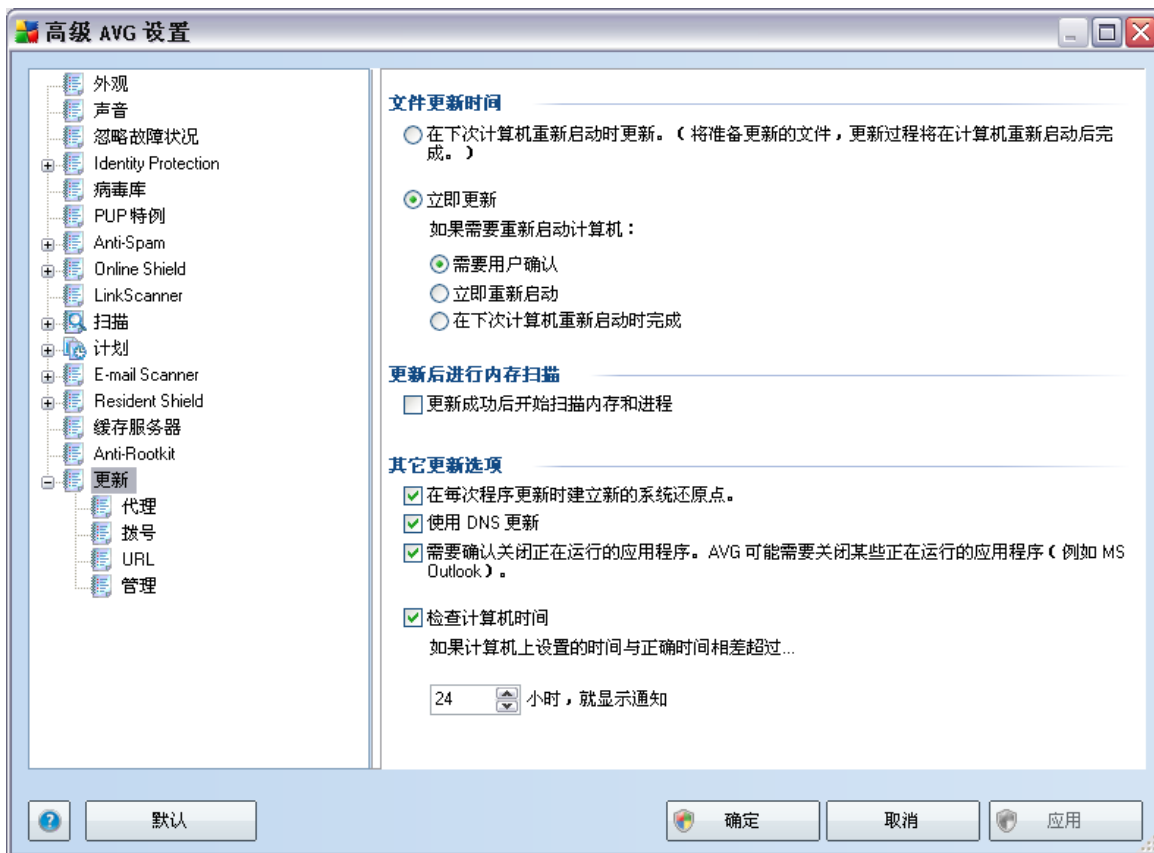 高级 AVG 设置
外观
声音
忽略故障状况
Identity Protection
病毒库
PUP 特例
Anti-Spam
Online Shield
LinkScanner
扫描
计划
E-mail Scanner
Resident Shield
缓存服务器
Anti-Rootkit
更新
代理
拨号
URL
管理
文件更新时间
在下次计算机重新启动时更新。（将准备更新的文件，更新过程将在计算机重新启动后完
成。）
立即更新
如果需要重新启动计算机：
需要用户确认
立即重新启动
在下次计算机重新启动时完成
更新后进行内存扫描
更新成功后开始扫描内存和进程
其它更新选项
在每次程序更新时建立新的系统还原点。
使用 DNS 更新
需要确认关闭正在运行的应用程序。AVG 可能需要关闭某些正在运行的应用程序（例如 MS
Outlook）。
检查计算机时间
如果计算机上设置的时间与正确时间相差超过...
24 小时，就显示通知
? 默认 确定 取消 应用